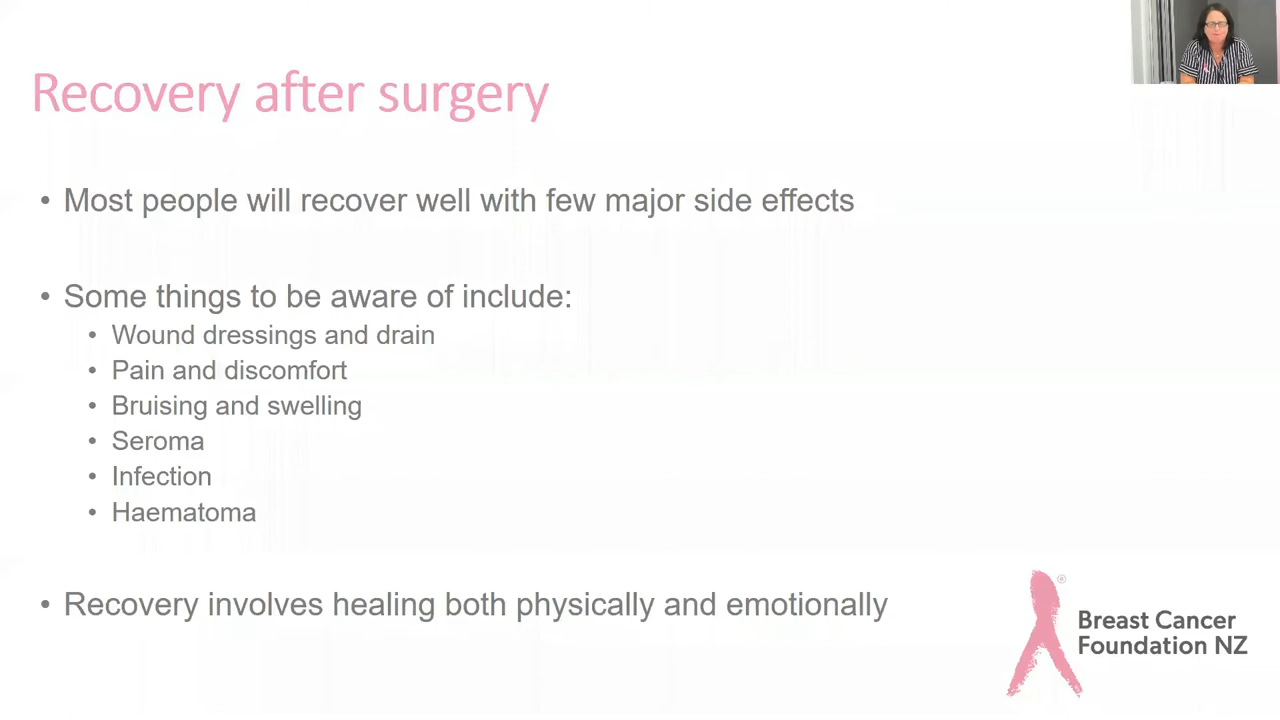 Recovery after surgery
• Most people will recover well with few major side effects
• Some things to be aware of include:
• Wound dressings and drain
• Pain and discomfort
• Bruising and swelling
• Seroma
• Infection
• Haematoma
• Recovery involves healing both physically and emotionally
®
Breast Cancer
Foundation NZ